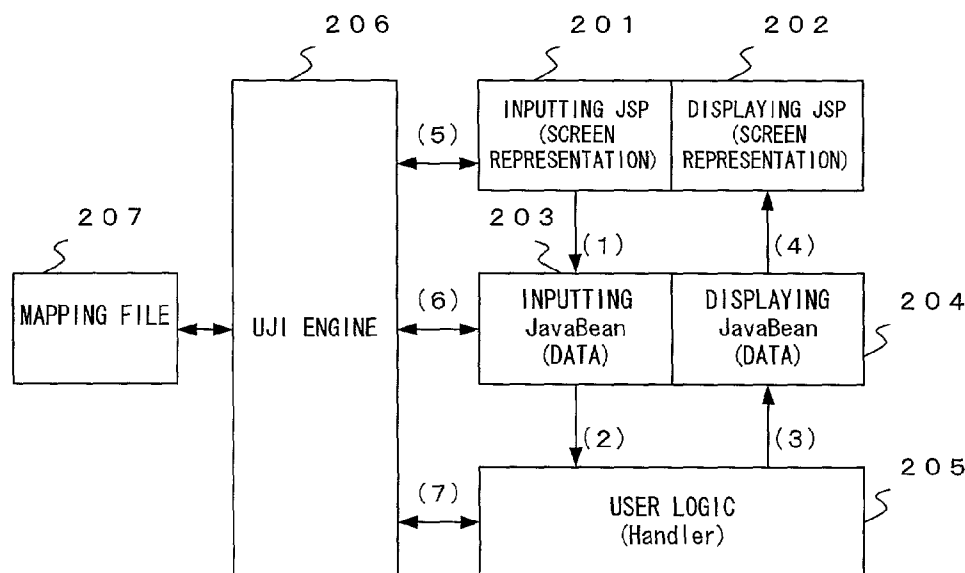 206
201
202
INPUTTING JSP
(SCREEN
REPRESENTATION)
DISPLAYING JSP
(SCREEN
REPRESENTATION)
(5)
207
203
(1)
(4)
MAPPING FILE
UJI ENGINE
(6)
INPUTTING
JavaBean
(DATA)
DISPLAYING
JavaBean
(DATA)
204
(2)
(3)
205
(7)
USER LOGIC
(Handler)